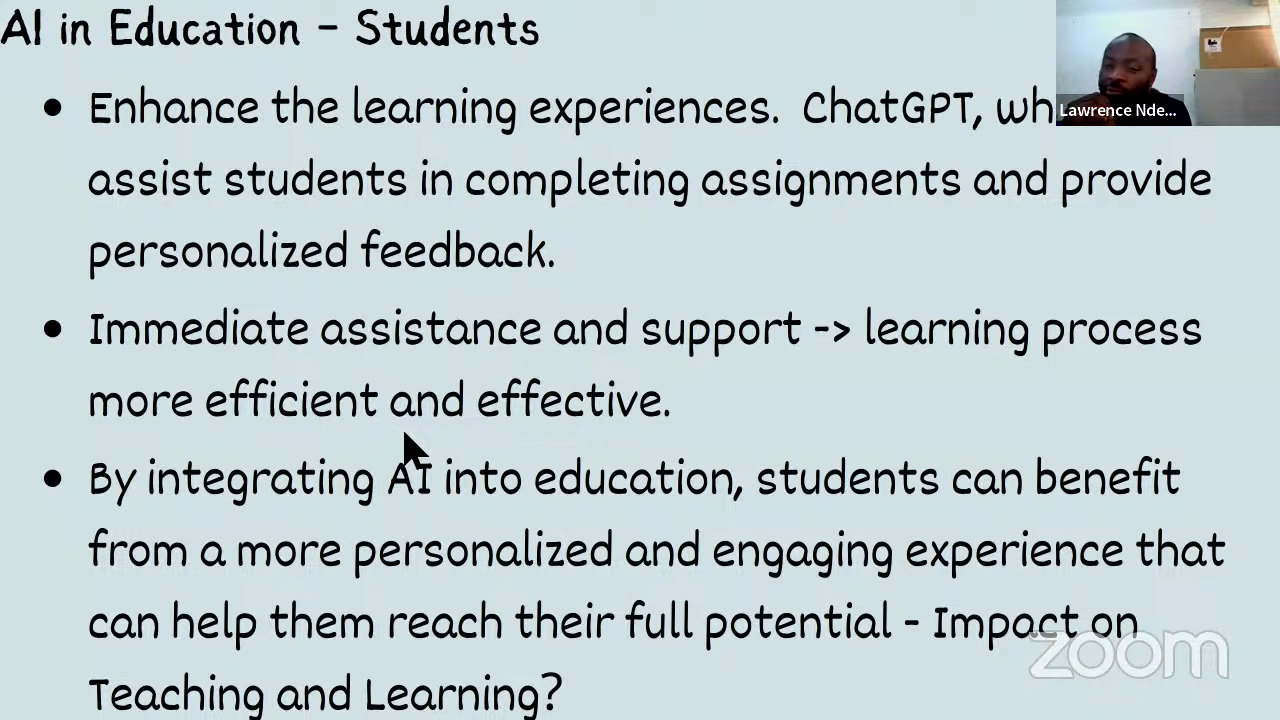 AI in Education - Students
• Enhance the learning experiences. ChatGPT, wh
assist students in completing assignments and provide
personalized feedback.
• Immediate assistance and support -> learning process
more efficient and effective.
• By integrating AI into education, students can benefit
from a more personalized and engaging experience that
can help them reach their full potential - Impact on
Teaching and Learning?
Lawrence Nde...
zoom